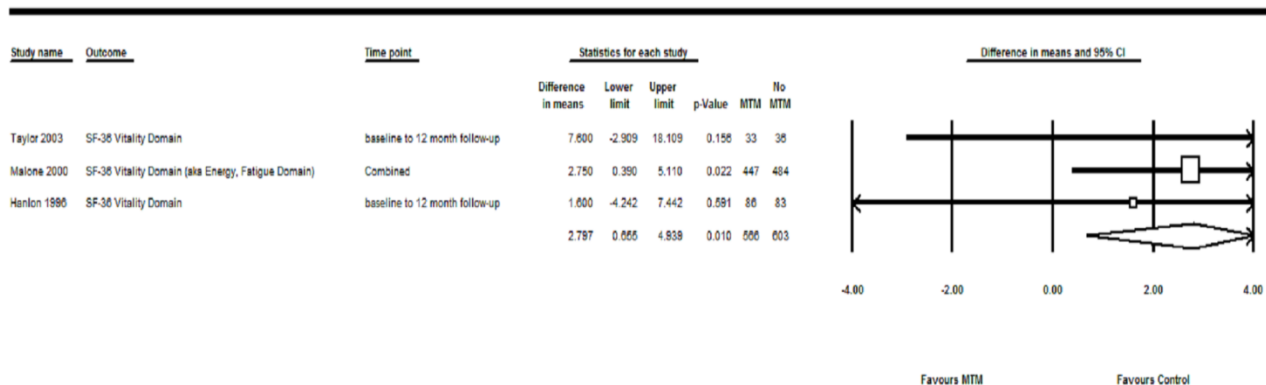 Study name Outcome Time point Statistics for each study Difference in means and 95% CI
Difference in means Lower limit Upper limit p-Value MTM No MTM
Taylor 2003 SF-36 Vitality Domain baseline to 12 month follow-up 7.600 -2.909 18.109 0.156 33 36
Malone 2000 SF-36 Vitality Domain (aka Energy, Fatigue Domain) Combined 2.750 0.390 5.110 0.022 447 484
Hanlon 1996 SF-36 Vitality Domain baseline to 12 month follow-up 1.600 -4.242 7.442 0.591 86 83
2.797 0.655 4.939 0.010 566 603
-4.00 -2.00 0.00 2.00 4.00
Favours MTM Favours Control